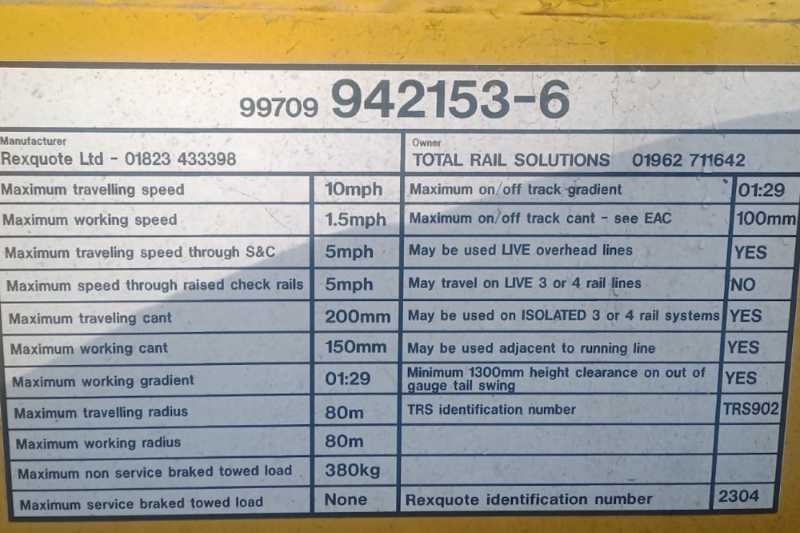 99709 942153-6
Manufacturer
Rexquote Ltd - 01823 433398
Owner
TOTAL RAIL SOLUTIONS 01962 711642
Maximum travelling speed 10mph
Maximum on/off track gradient 01:29
Maximum working speed 1.5mph
Maximum on/off track cant - see EAC 100mm
Maximum traveling speed through S&C 5mph
May be used LIVE overhead lines YES
Maximum speed through raised check rails 5mph
May travel on LIVE 3 or 4 rail lines NO
Maximum traveling cant 200mm
May be used on ISOLATED 3 or 4 rail systems YES
Maximum working cant 150mm
May be used adjacent to running line YES
Maximum working gradient 01:29
Minimum 1300mm height clearance on out of
gauge tail swing YES
Maximum travelling radius 80m
TRS identification number TRS902
Maximum working radius 80m
Maximum non service braked towed load 380kg
Maximum service braked towed load None
Rexquote identification number 2304